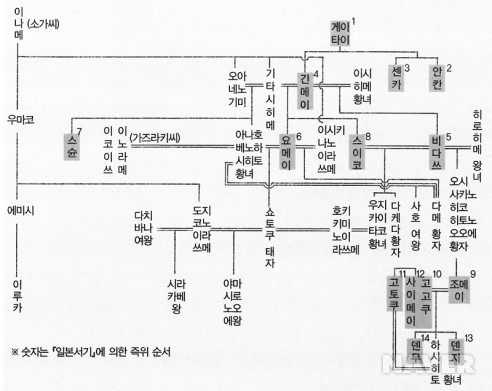 이나메 (소가씨)
게이타이 1
오아네노기미
기타시히메
긴메이 4
이시히메황녀
센카 3
안칸 2
우마코
스슌 7
이코이쓰
이노라메
(가즈라키씨)
아나호베노하시히토황녀
요메이 6
이시키나이라쓰메
스이코 8
비다쓰 5
히로히메 왕녀
에미시
다치바나여왕
도지코노이라쓰메
쇼토쿠 태자
호키키미노이라쓰메
우지카이타황녀
다케다황자
사호 여왕
다메 황자
오시사카노히코히토노오오에황자
이루카
시라카베왕
야마시로노오에왕
고토쿠 11
사이메이 12
고교쿠 10
조메이 9
덴무 14
하시히토 황녀
덴지 13
※ 숫자는 『일본서기』에 의한 즉위 순서
NAVER